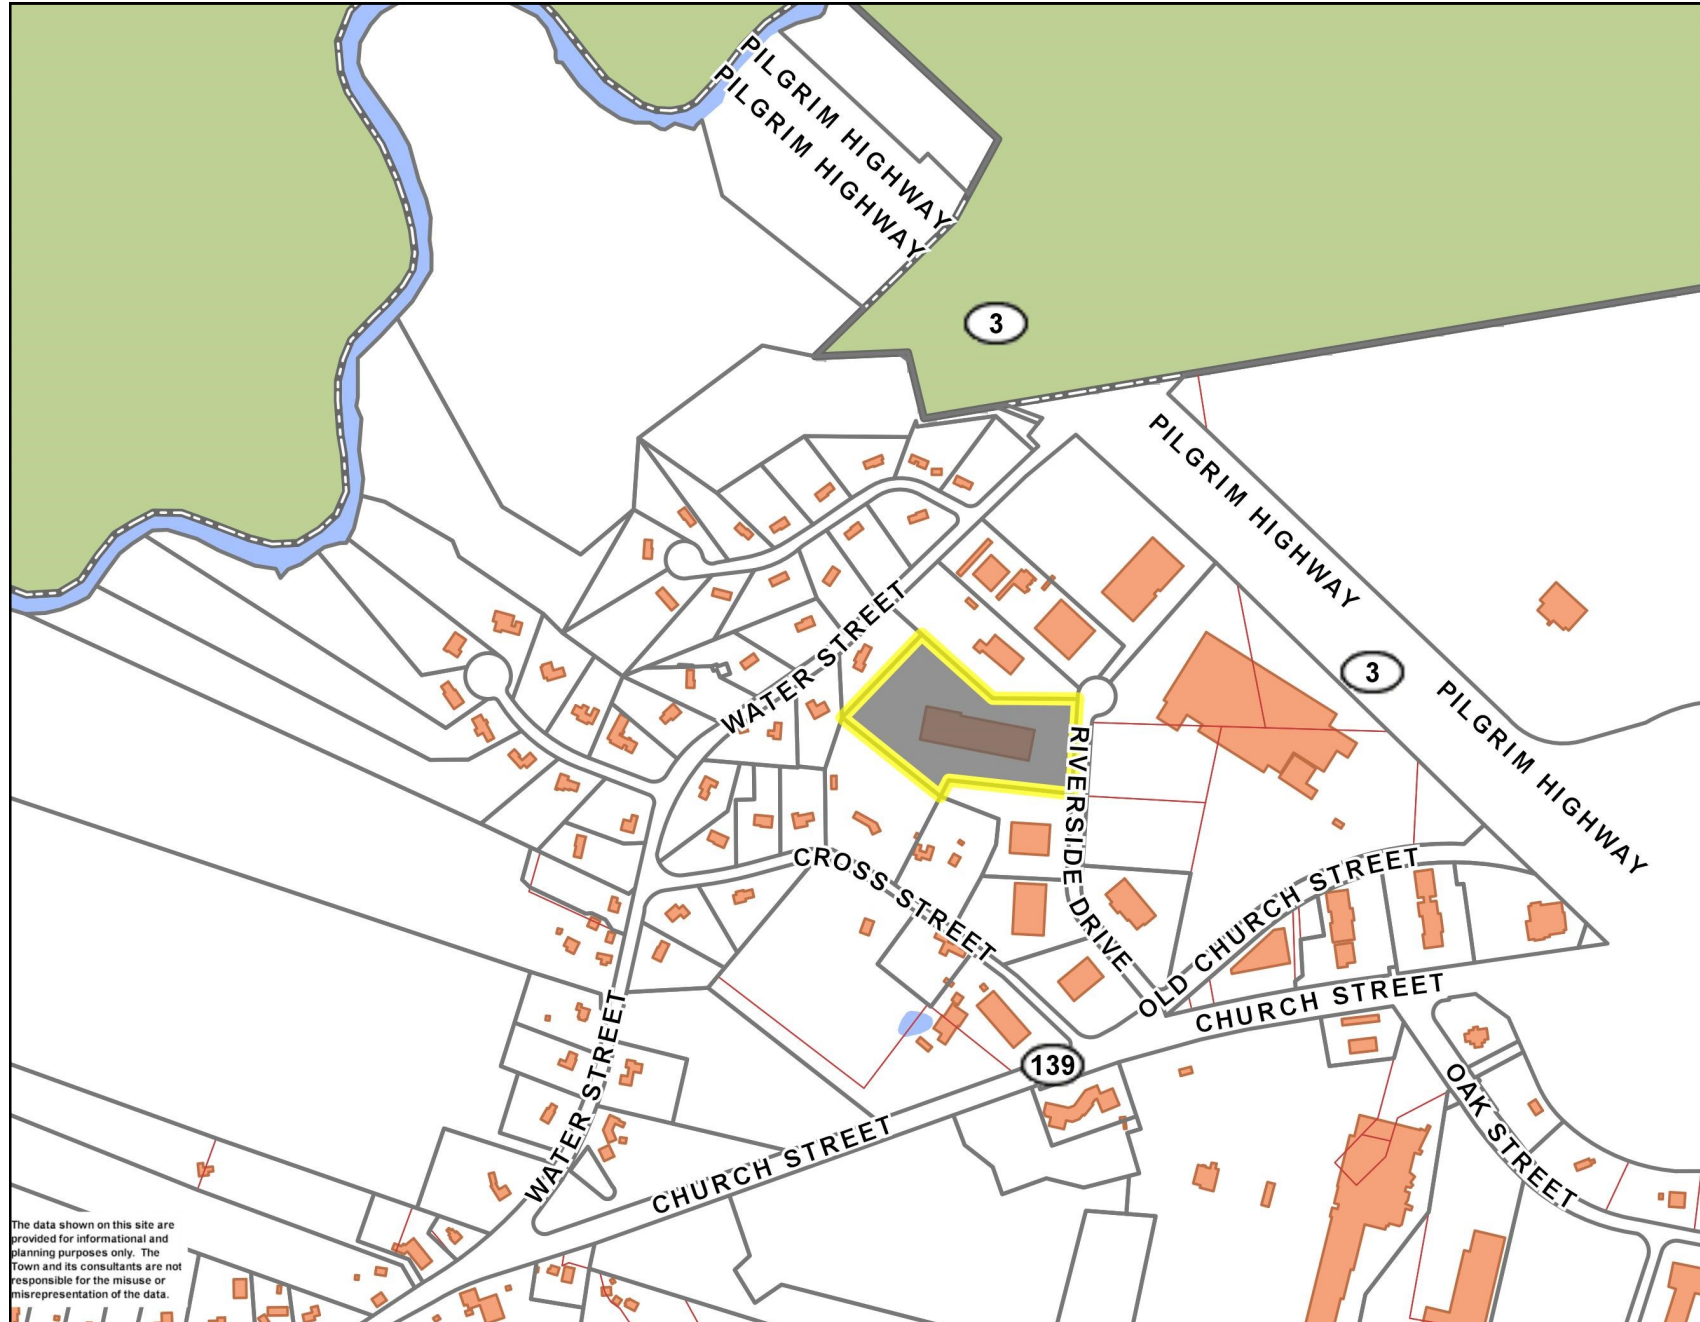 PILGRIM HIGHWAY
PILGRIM HIGHWAY
3
PILGRIM HIGHWAY
3
PILGRIM HIGHWAY
WATER STREET
RIVERSIDE DRIVE
CROSS STREET
OLD CHURCH STREET
CHURCH STREET
139
WATER STREET
CHURCH STREET
OAK STREET
The data shown on this site are
provided for informational and
planning purposes only. The
Town and its consultants are not
responsible for the misuse or
misrepresentation of the data.